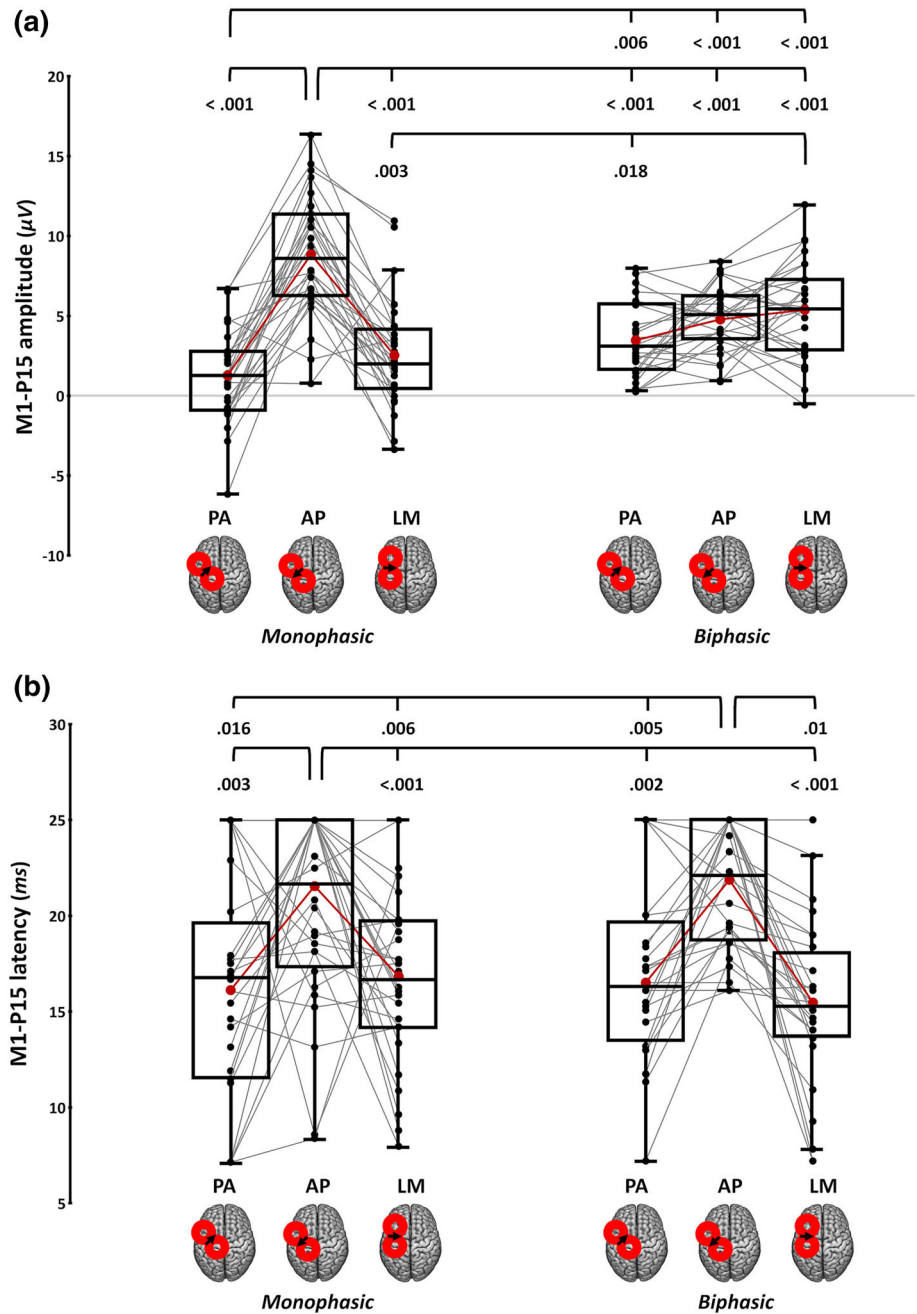 (a)
.006 < .001 < .001
20
< .001 < .001 < .001 < .001 < .001
15
.003 .018
10
5
0
-5
-10
M1-P15 amplitude (µV)
PA AP LM PA AP LM
Monophasic Biphasic
(b)
30
.016 .006 .005 .01
.003 < .001 .002 < .001
25
20
15
10
5
M1-P15 latency (ms)
PA AP LM PA AP LM
Monophasic Biphasic